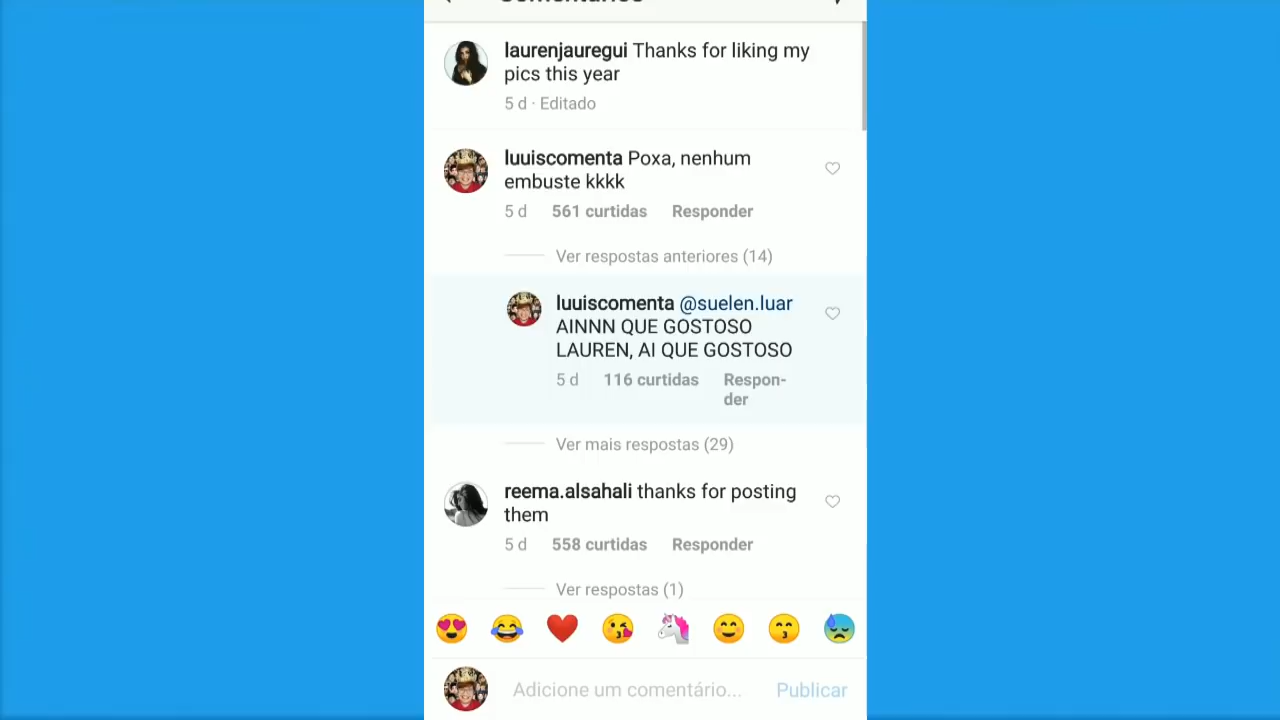 Comentários
laurenjauregui Thanks for liking my
pics this year
5 d · Editado
luuiscomenta Poxa, nenhum
embuste kkkk
5 d 561 curtidas Responder
Ver respostas anteriores (14)
luuiscomenta @suelen.luar
AINNN QUE GOSTOSO
LAUREN, AI QUE GOSTOSO
5 d 116 curtidas Respon-
der
Ver mais respostas (29)
reema.alsahali thanks for posting
them
5 d 558 curtidas Responder
Ver respostas (1)
Adicione um comentário... Publicar